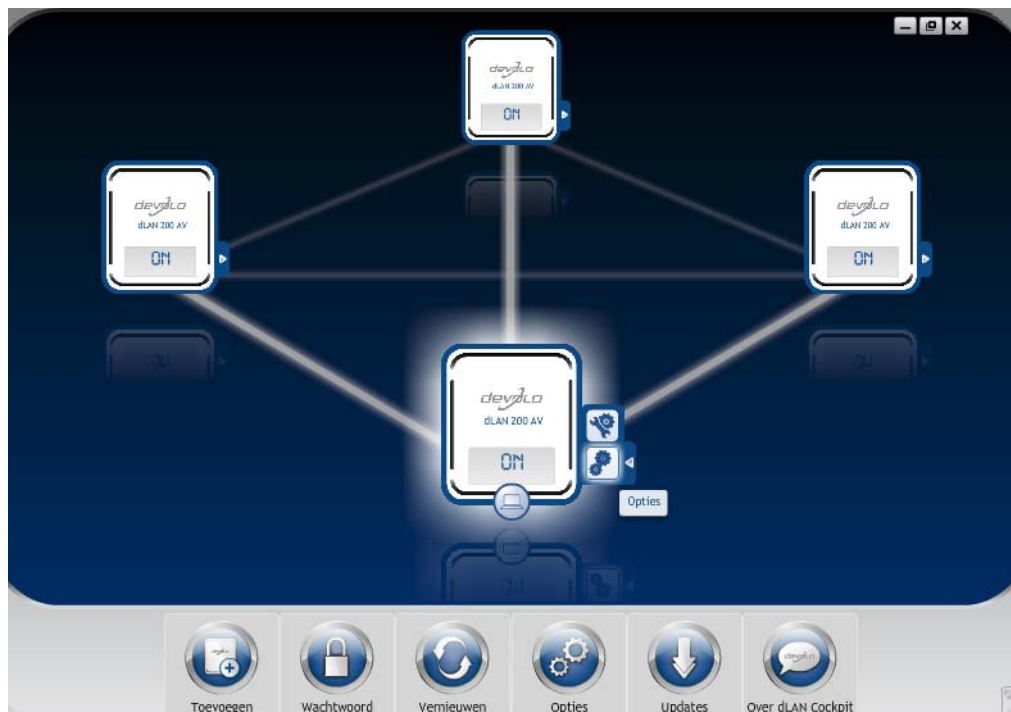 devolo
dLAN 200 AV
ON
devolo
dLAN 200 AV
ON
devolo
dLAN 200 AV
ON
devolo
dLAN 200 AV
ON
Opties
Toevoegen
Wachtwoord
Vernieuwen
Opties
Updates
Over dLAN Cockpit